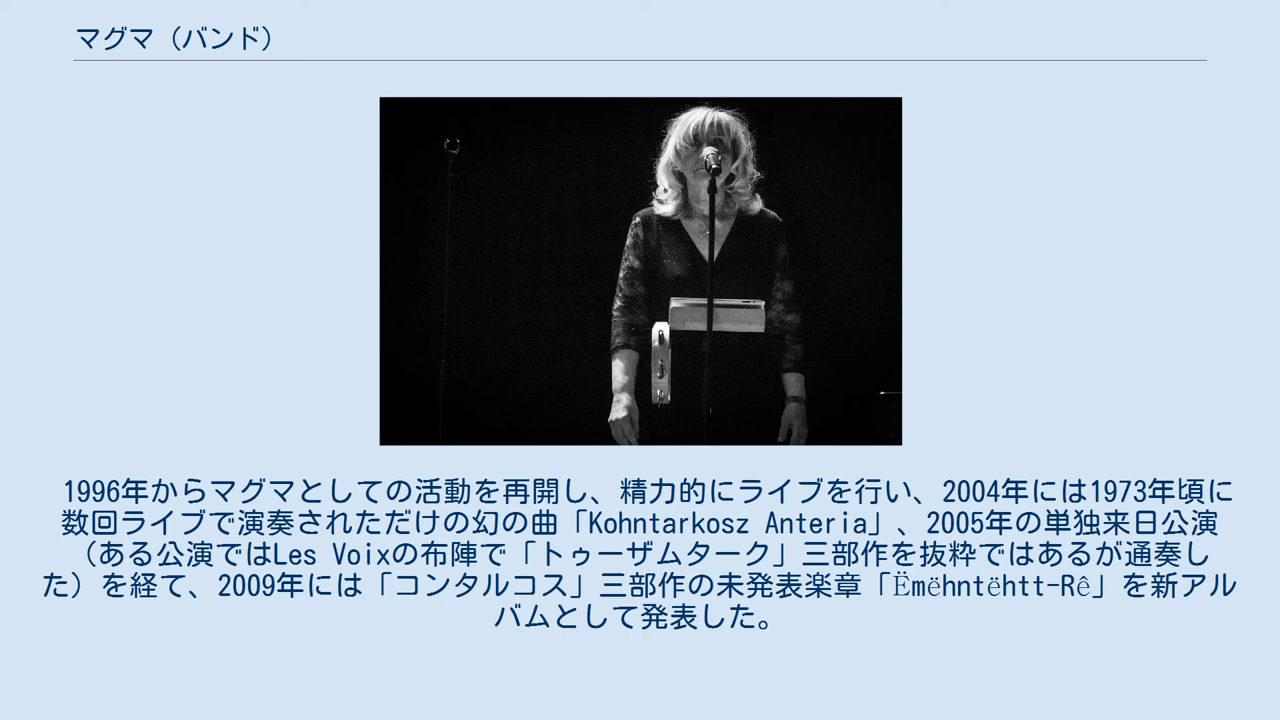 マグマ（バンド）
1996年からマグマとしての活動を再開し、精力的にライブを行い、2004年には1973年頃に
数回ライブで演奏されただけの幻の曲「Kohntarkosz Anteria」、2005年の単独来日公演
（ある公演ではLes Voixの布陣で「トゥーザムターク」三部作を抜粋ではあるが通奏し
た）を経て、2009年には「コンタルコス」三部作の未発表楽章「Ëmëhntëhtt-Rê」を新アル
バムとして発表した。